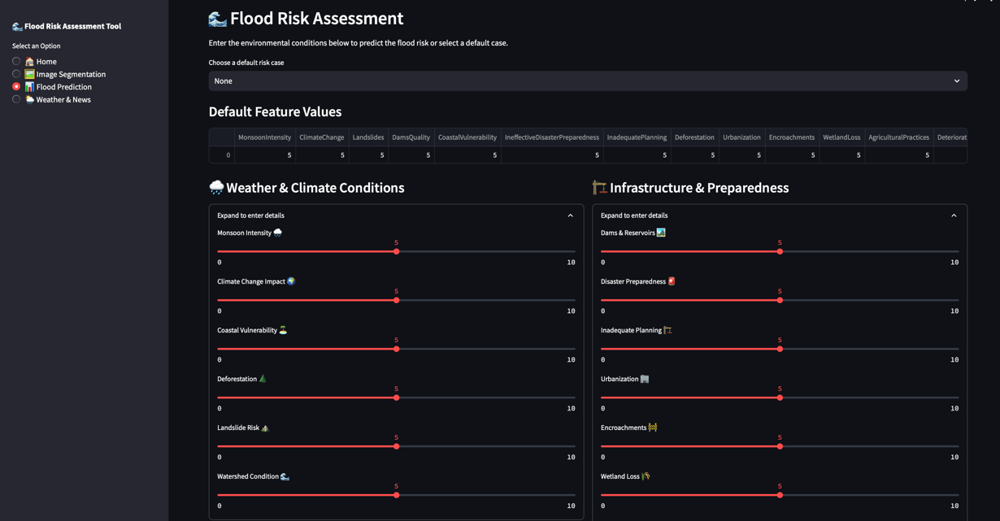 🌊 Flood Risk Assessment Tool
Select an Option
🏠 Home
🖼️ Image Segmentation
📊 Flood Prediction
🌦️ Weather & News
🌊 Flood Risk Assessment
Enter the environmental conditions below to predict the flood risk or select a default case.
Choose a default risk case
None
Default Feature Values
MonsoonIntensity ClimateChange Landslides DamsQuality CoastalVulnerability IneffectiveDisasterPreparedness InadequatePlanning Deforestation Urbanization Encroachments WetlandLoss AgriculturalPractices Deteriorat
0 5 5 5 5 5 5 5 5 5 5 5 5
🌧️ Weather & Climate Conditions
Expand to enter details
Monsoon Intensity 🌧️
5
0 10
Climate Change Impact 🌍
5
0 10
Coastal Vulnerability 🏝️
5
0 10
Deforestation 🌲
5
0 10
Landslide Risk ⛰️
5
0 10
Watershed Condition 🌊
5
0 10
🏗️ Infrastructure & Preparedness
Expand to enter details
Dams & Reservoirs 🏞️
5
0 10
Disaster Preparedness 🚨
5
0 10
Inadequate Planning 🏗️
5
0 10
Urbanization 🏢
5
0 10
Encroachments 🚧
5
0 10
Wetland Loss 🌾
5
0 10